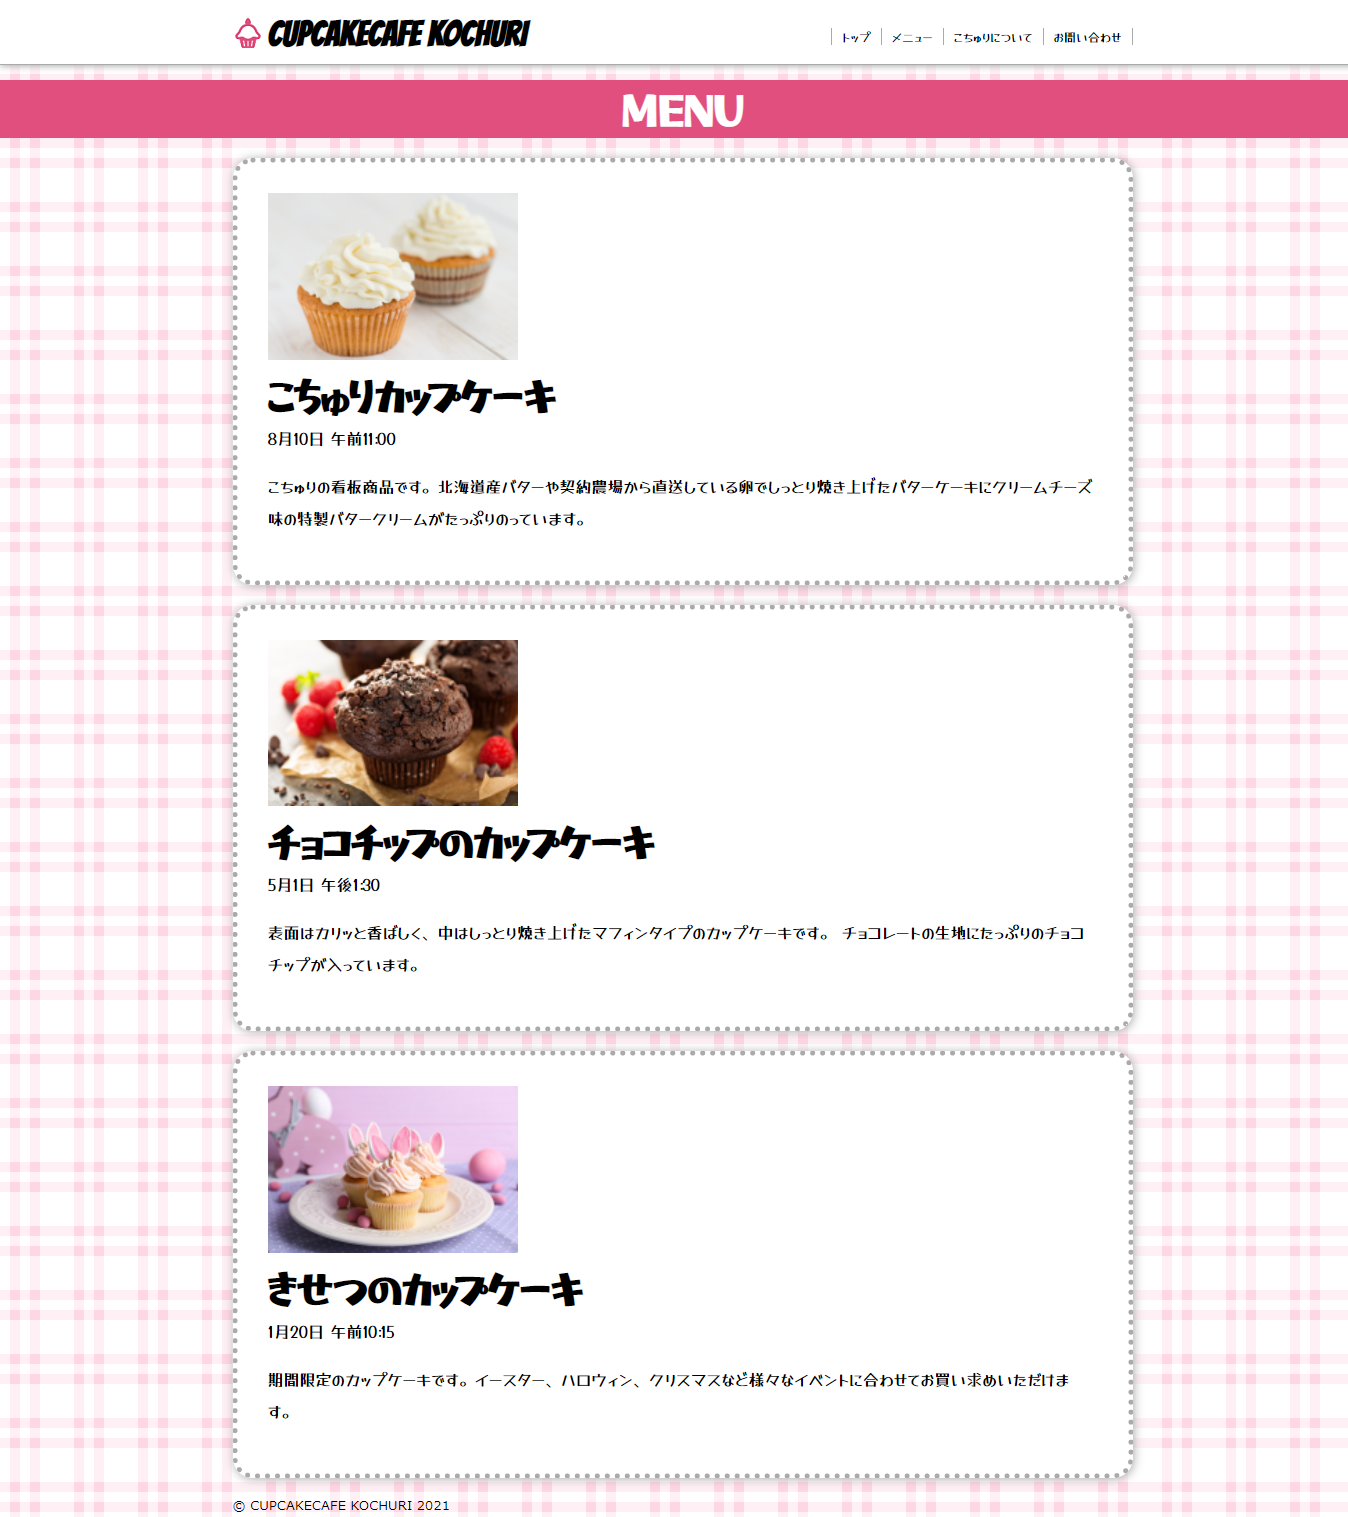 CUPCAKECAFE KOCHURI
トップ
メニュー
こちゅりについて
お問い合わせ
MENU
こちゅりカップケーキ
8月10日 午前11:00
こちゅりの看板商品です。北海道産バターや契約農場から直送している卵でしっとり焼き上げたバターケーキにクリームチーズ
味の特製バタークリームがたっぷりのっています。
チョコチップのカップケーキ
5月1日 午後1:30
表面はカリッと香ばしく、中はしっとり焼き上げたマフィンタイプのカップケーキです。 チョコレートの生地にたっぷりのチョコ
チップが入っています。
きせつのカップケーキ
1月20日 午前10:15
期間限定のカップケーキです。イースター、ハロウィン、クリスマスなど様々なイベントに合わせてお買い求めいただけま
す。
© CUPCAKECAFE KOCHURI 2021